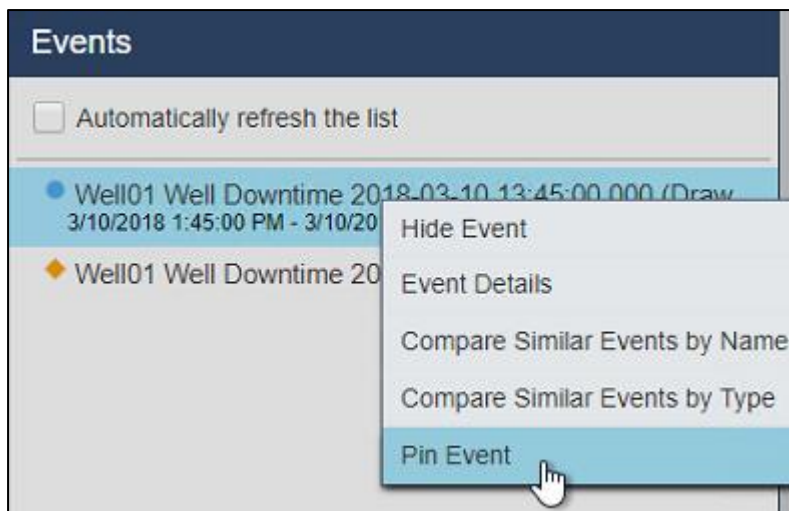 Events
Automatically refresh the list
Well01 Well Downtime 2018-03-10 13:45:00.000 (Draw
3/10/2018 1:45:00 PM - 3/10/20
Hide Event
Well01 Well Downtime 20
Event Details
Compare Similar Events by Name
Compare Similar Events by Type
Pin Event